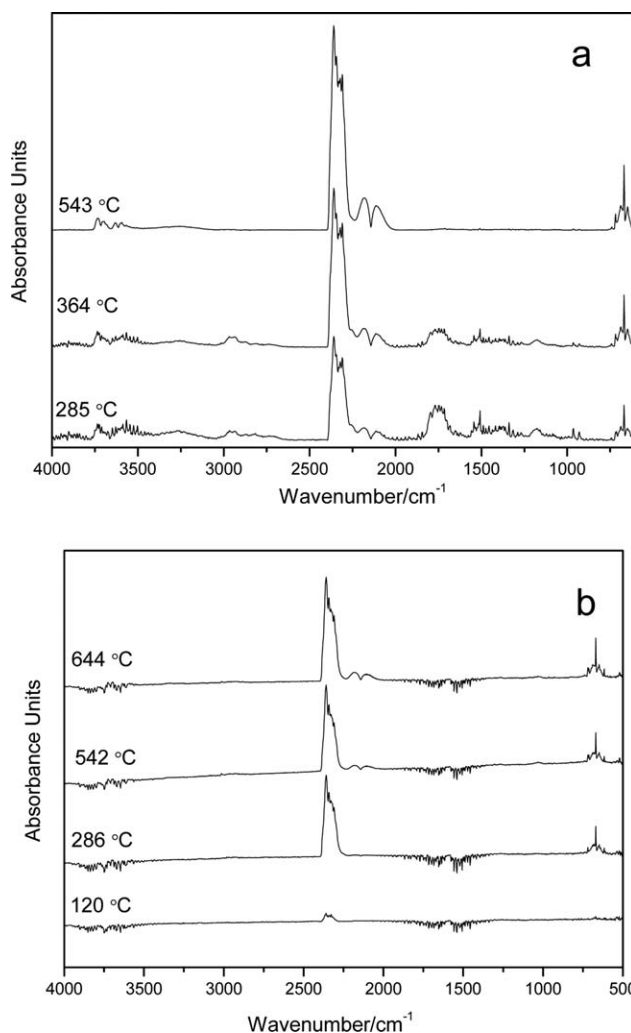 a
Absorbance Units
543 °C
364 °C
285 °C
4000 3500 3000 2500 2000 1500 1000
Wavenumber/cm-1
b
Absorbance Units
644 °C
542 °C
286 °C
120 °C
4000 3500 3000 2500 2000 1500 1000 500
Wavenumber/cm-1